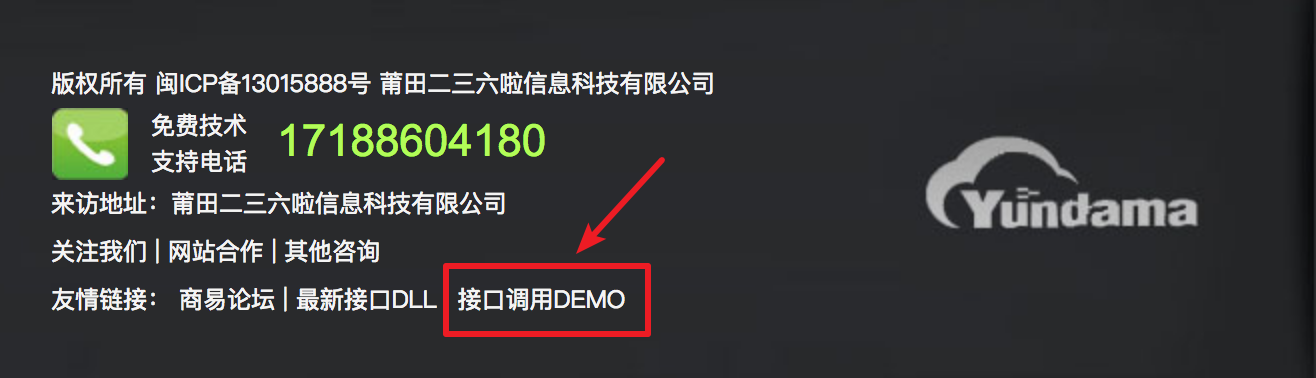 版权所有 闽ICP备13015888号 莆田二三六啦信息科技有限公司
免费技术
支持电话
17188604180
来访地址：莆田二三六啦信息科技有限公司
关注我们 | 网站合作 | 其他咨询
友情链接： 商易论坛 | 最新接口DLL 接口调用DEMO
Yundama